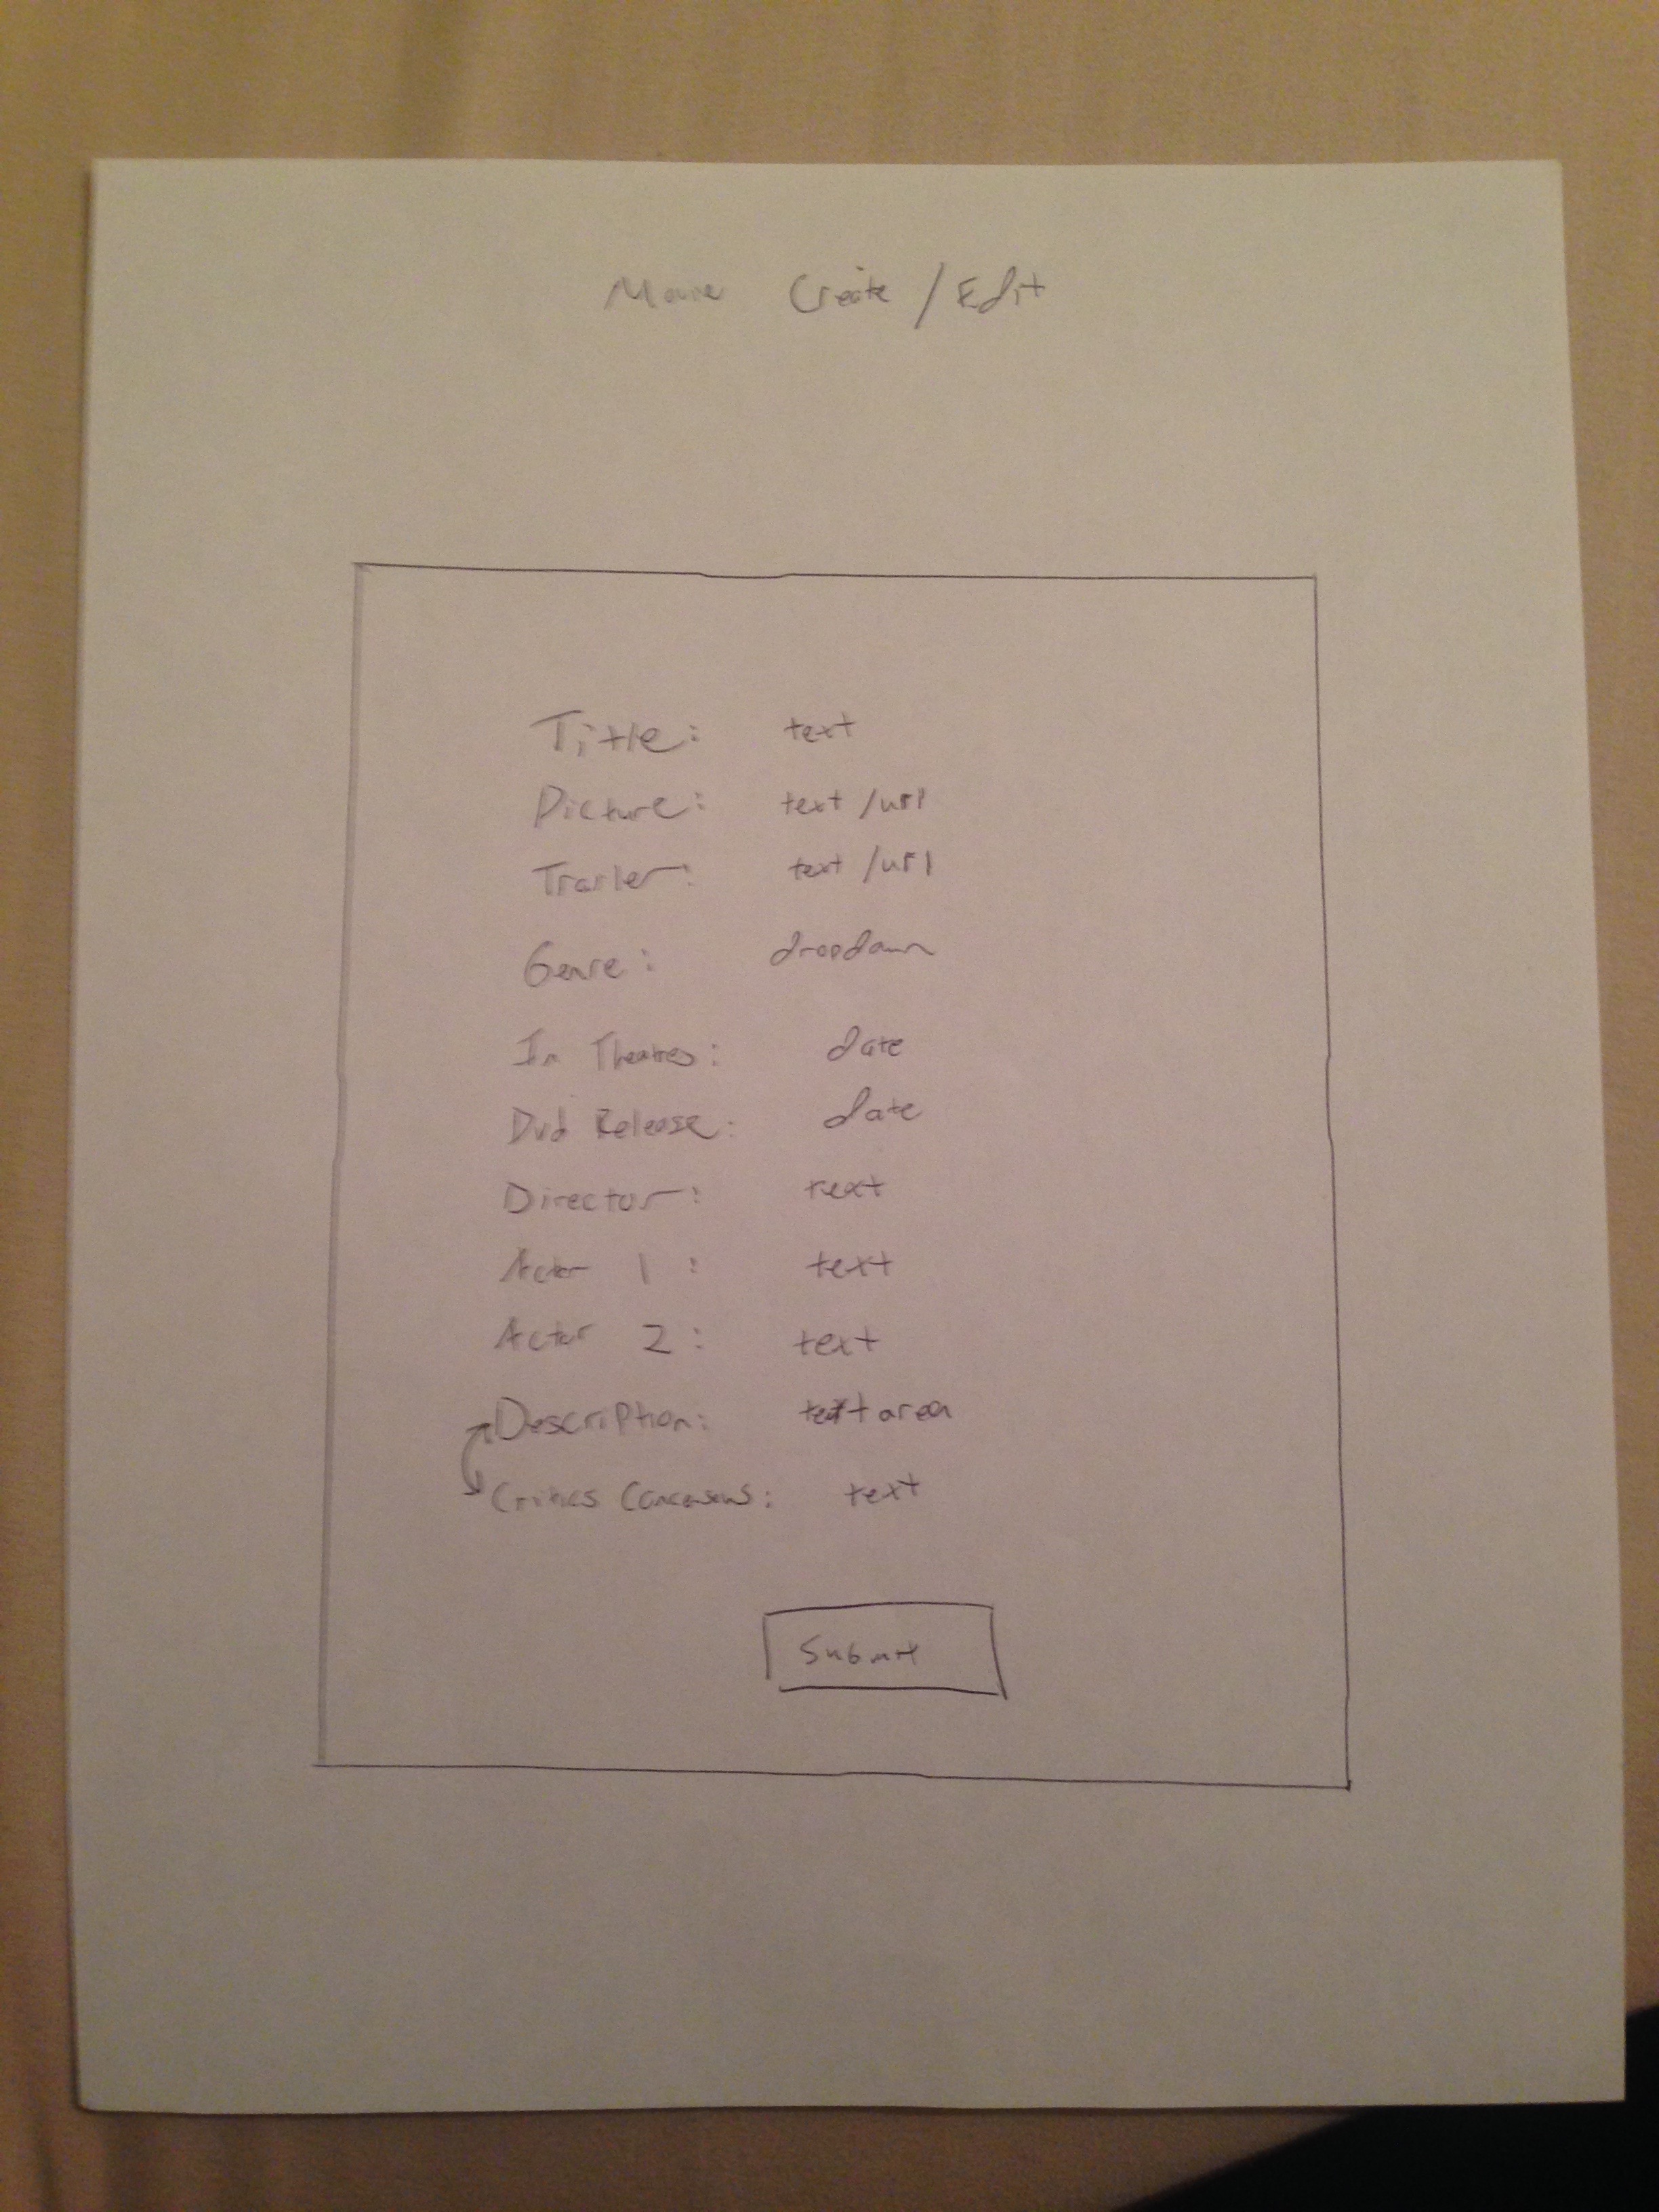 Movie Create / Edit
Title: text
Picture: text /url
Trailer: text /url
Genre: dropdown
In Theatres: date
Dvd Release: date
Director: text
Actor 1 : text
Actor 2 : text
Description: textarea
Critics Concensus: text
Submit